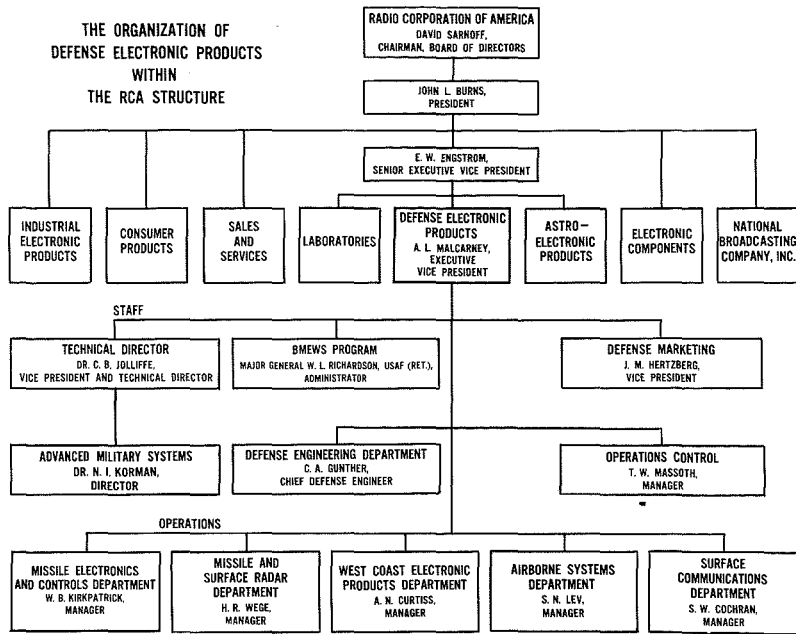 THE ORGANIZATION OF
DEFENSE ELECTRONIC PRODUCTS
WITHIN
THE RCA STRUCTURE
RADIO CORPORATION OF AMERICA
DAVID SARNOFF,
CHAIRMAN, BOARD OF DIRECTORS
JOHN L. BURNS,
PRESIDENT
E. W. ENGSTROM,
SENIOR EXECUTIVE VICE PRESIDENT
INDUSTRIAL
ELECTRONIC
PRODUCTS
CONSUMER
PRODUCTS
SALES
AND
SERVICES
LABORATORIES
DEFENSE ELECTRONIC
PRODUCTS
A. L. MALCARNEY,
EXECUTIVE
VICE PRESIDENT
ASTRO-
ELECTRONIC
PRODUCTS
ELECTRONIC
COMPONENTS
NATIONAL
BROADCASTING
COMPANY, INC.
STAFF
TECHNICAL DIRECTOR
DR. C. B. JOLLIFFE,
VICE PRESIDENT AND TECHNICAL DIRECTOR
BMEWS PROGRAM
MAJOR GENERAL W. L. RICHARDSON, USAF (RET.),
ADMINISTRATOR
DEFENSE MARKETING
J. M. HERTZBERG,
VICE PRESIDENT
ADVANCED MILITARY SYSTEMS
DR. N. I. KORMAN,
DIRECTOR
DEFENSE ENGINEERING DEPARTMENT
C. A. GUNTHER,
CHIEF DEFENSE ENGINEER
OPERATIONS CONTROL
T. W. MASSOTH,
MANAGER
OPERATIONS
MISSILE ELECTRONICS
AND CONTROLS DEPARTMENT
W. B. KIRKPATRICK,
MANAGER
MISSILE AND
SURFACE RADAR
DEPARTMENT
H. R. WEGE,
MANAGER
WEST COAST ELECTRONIC
PRODUCTS DEPARTMENT
A. N. CURTISS,
MANAGER
AIRBORNE SYSTEMS
DEPARTMENT
S. N. LEV,
MANAGER
SURFACE
COMMUNICATIONS
DEPARTMENT
S. W. COCHRAN,
MANAGER